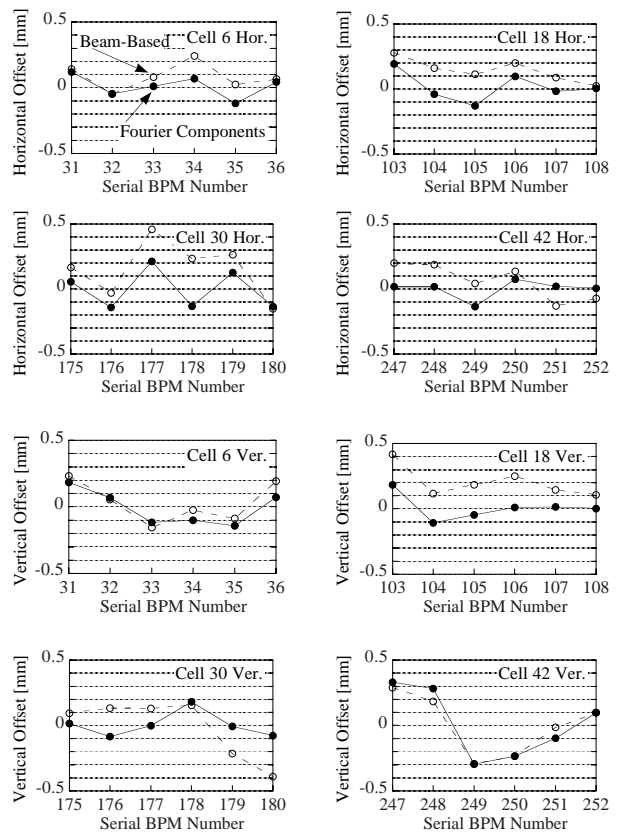 0.5
Beam-Based
Cell 6 Hor.
0
Fourier Components
-0.5
31 32 33 34 35 36
Serial BPM Number
Horizontal Offset [mm]
0.5
Cell 18 Hor.
0
-0.5
103 104 105 106 107 108
Serial BPM Number
Horizontal Offset [mm]
0.5
Cell 30 Hor.
0
-0.5
175 176 177 178 179 180
Serial BPM Number
Horizontal Offset [mm]
0.5
Cell 42 Hor.
0
-0.5
247 248 249 250 251 252
Serial BPM Number
Horizontal Offset [mm]
0.5
Cell 6 Ver.
0
-0.5
31 32 33 34 35 36
Serial BPM Number
Vertical Offset [mm]
0.5
Cell 18 Ver.
0
-0.5
103 104 105 106 107 108
Serial BPM Number
Vertical Offset [mm]
0.5
Cell 30 Ver.
0
-0.5
175 176 177 178 179 180
Serial BPM Number
Vertical Offset [mm]
0.5
Cell 42 Ver.
0
-0.5
247 248 249 250 251 252
Serial BPM Number
Vertical Offset [mm]